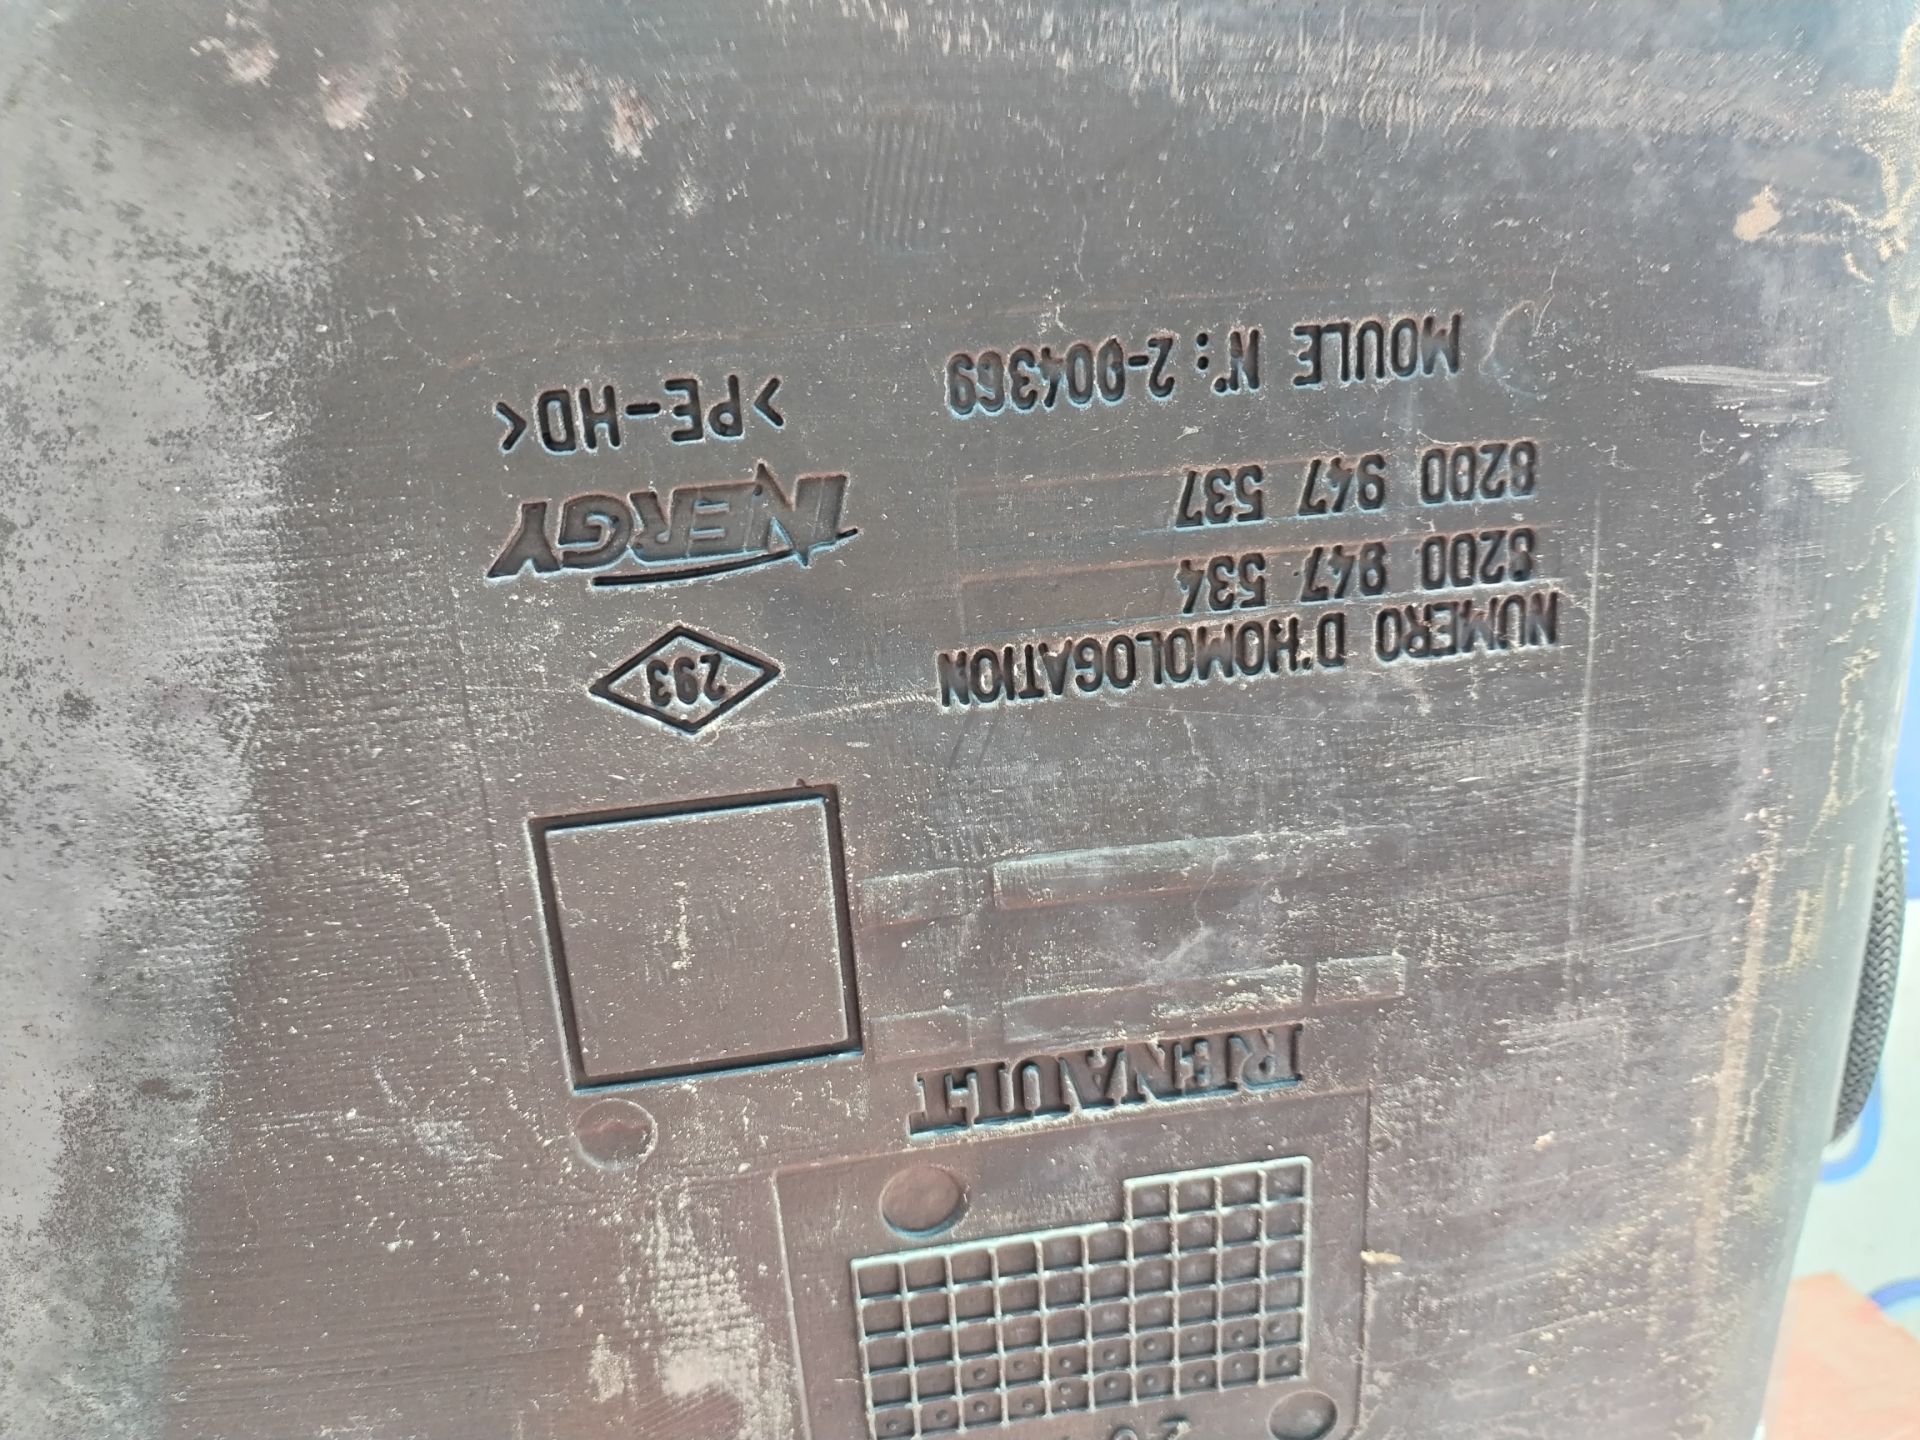 RENAULT
293
NUMERO D'HOMOLOGATION
8200 947 534
8200 947 537
INERGY
>PE-HD<
MOULE N°: 2-004369